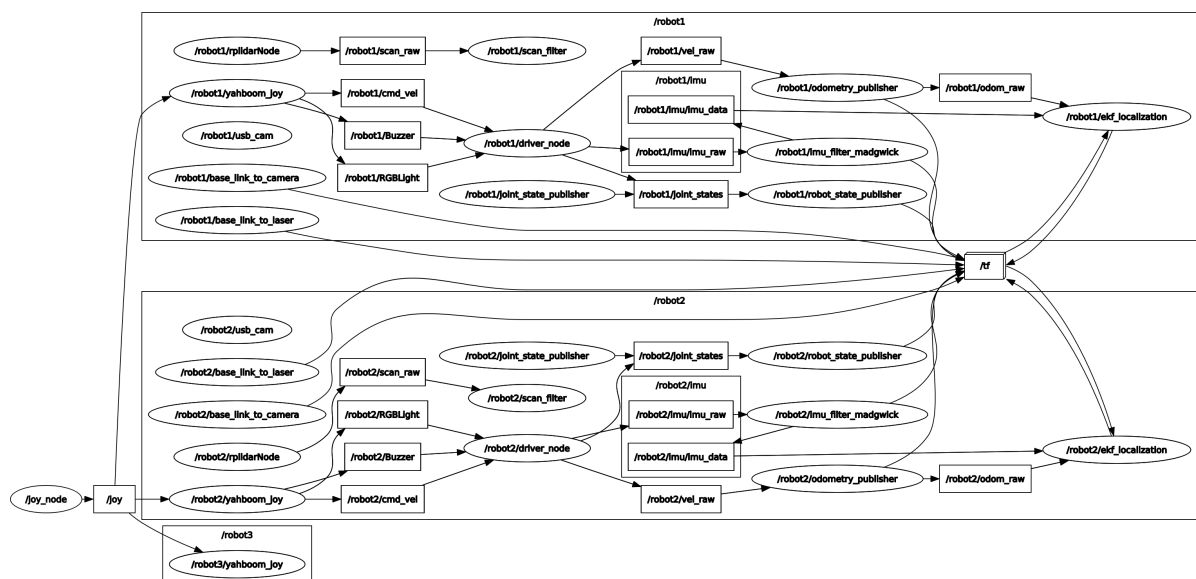 /robot1
/robot1/rplidarNode
/robot1/scan_raw
/robot1/scan_filter
/robot1/vel_raw
/robot1/imu
/robot1/yahboom_joy
/robot1/cmd_vel
/robot1/odometry_publisher
/robot1/odom_raw
/robot1/imu/imu_data
/robot1/ekf_localization
/robot1/usb_cam
/robot1/Buzzer
/robot1/driver_node
/robot1/imu/imu_raw
/robot1/imu_filter_madgwick
/robot1/base_link_to_camera
/robot1/RGBLight
/robot1/joint_state_publisher
/robot1/joint_states
/robot1/robot_state_publisher
/robot1/base_link_to_laser
/tf
/robot2
/robot2/usb_cam
/robot2/joint_state_publisher
/robot2/joint_states
/robot2/robot_state_publisher
/robot2/base_link_to_laser
/robot2/scan_raw
/robot2/imu
/robot2/scan_filter
/robot2/base_link_to_camera
/robot2/RGBLight
/robot2/imu/imu_raw
/robot2/imu_filter_madgwick
/robot2/driver_node
/robot2/ekf_localization
/robot2/rplidarNode
/robot2/Buzzer
/robot2/imu/imu_data
/robot2/odometry_publisher
/robot2/odom_raw
/joy_node
/joy
/robot2/yahboom_joy
/robot2/cmd_vel
/robot2/vel_raw
/robot3
/robot3/yahboom_joy